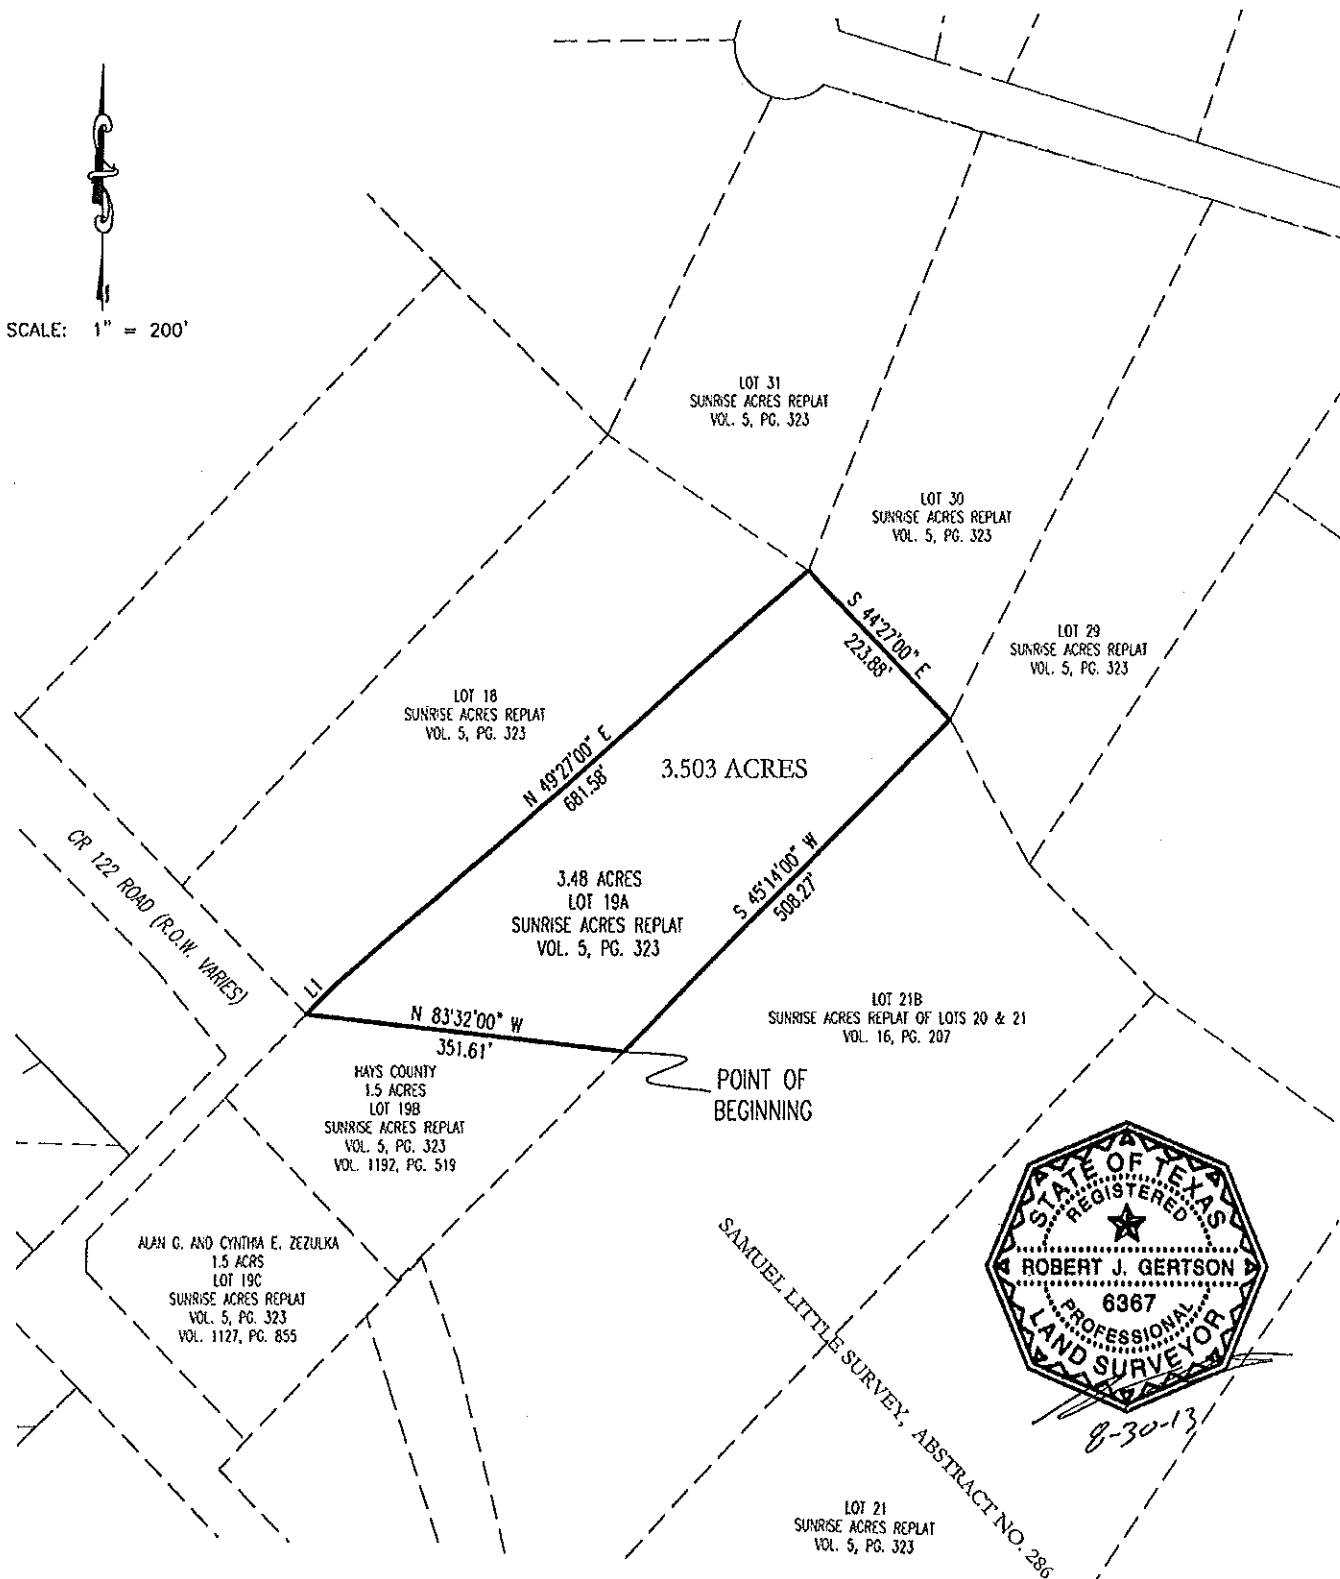 SCALE: 1" = 200'
LOT 31
SUNRISE ACRES REPLAT
VOL. 5, PG. 323
LOT 30
SUNRISE ACRES REPLAT
VOL. 5, PG. 323
S 44°27'00" E
223.88'
LOT 29
SUNRISE ACRES REPLAT
VOL. 5, PG. 323
LOT 18
SUNRISE ACRES REPLAT
VOL. 5, PG. 323
N 49°27'00" E
681.58'
3.503 ACRES
CR 122 ROAD (R.O.W. VARIES)
3.48 ACRES
LOT 19A
SUNRISE ACRES REPLAT
VOL. 5, PG. 323
S 45°14'00" W
508.27'
L1
N 83°32'00" W
351.61'
LOT 21B
SUNRISE ACRES REPLAT OF LOTS 20 & 21
VOL. 16, PG. 207
HAYS COUNTY
1.5 ACRES
LOT 19B
SUNRISE ACRES REPLAT
VOL. 5, PG. 323
VOL. 1192, PG. 519
POINT OF
BEGINNING
ALAN G. AND CYNTHIA E. ZEZULKA
1.5 ACRS
LOT 19C
SUNRISE ACRES REPLAT
VOL. 5, PG. 323
VOL. 1127, PG. 855
STATE OF TEXAS
REGISTERED
ROBERT J. GERTSON
6367
PROFESSIONAL
LAND SURVEYOR
8-30-13
SAMUEL LITTLE SURVEY, ABSTRACT NO. 286
LOT 21
SUNRISE ACRES REPLAT
VOL. 5, PG. 323